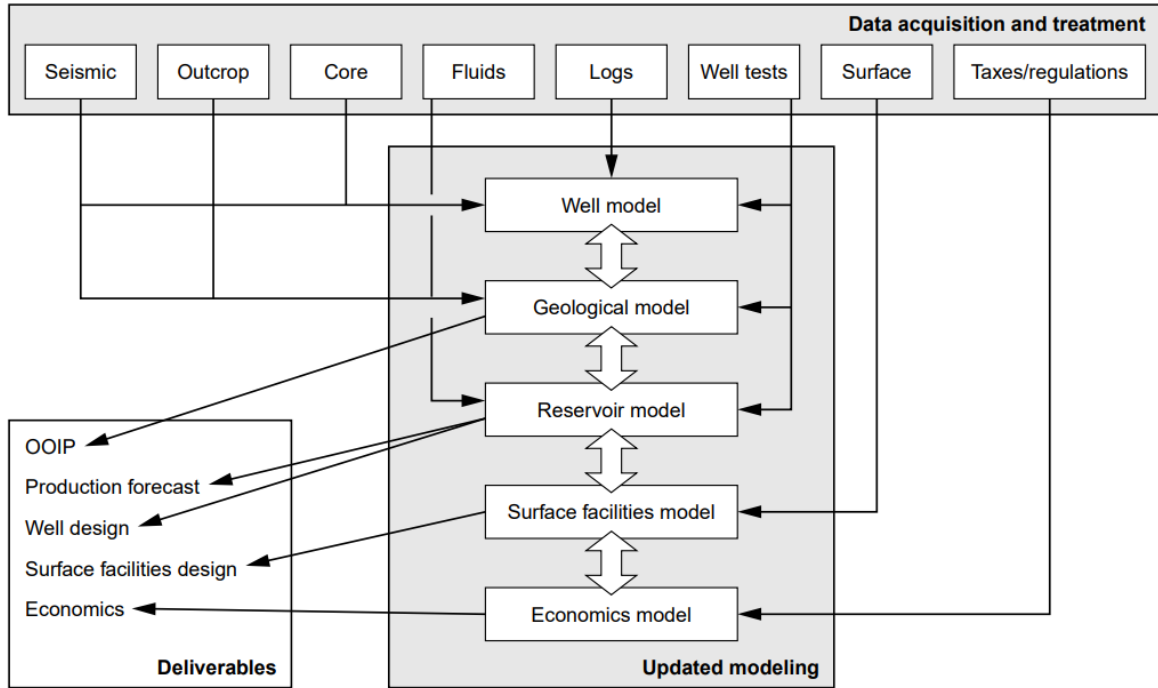 Data acquisition and treatment
Seismic
Outcrop
Core
Fluids
Logs
Well tests
Surface
Taxes/regulations
Well model
Geological model
Reservoir model
Surface facilities model
Economics model
Updated modeling
OOIP
Production forecast
Well design
Surface facilities design
Economics
Deliverables